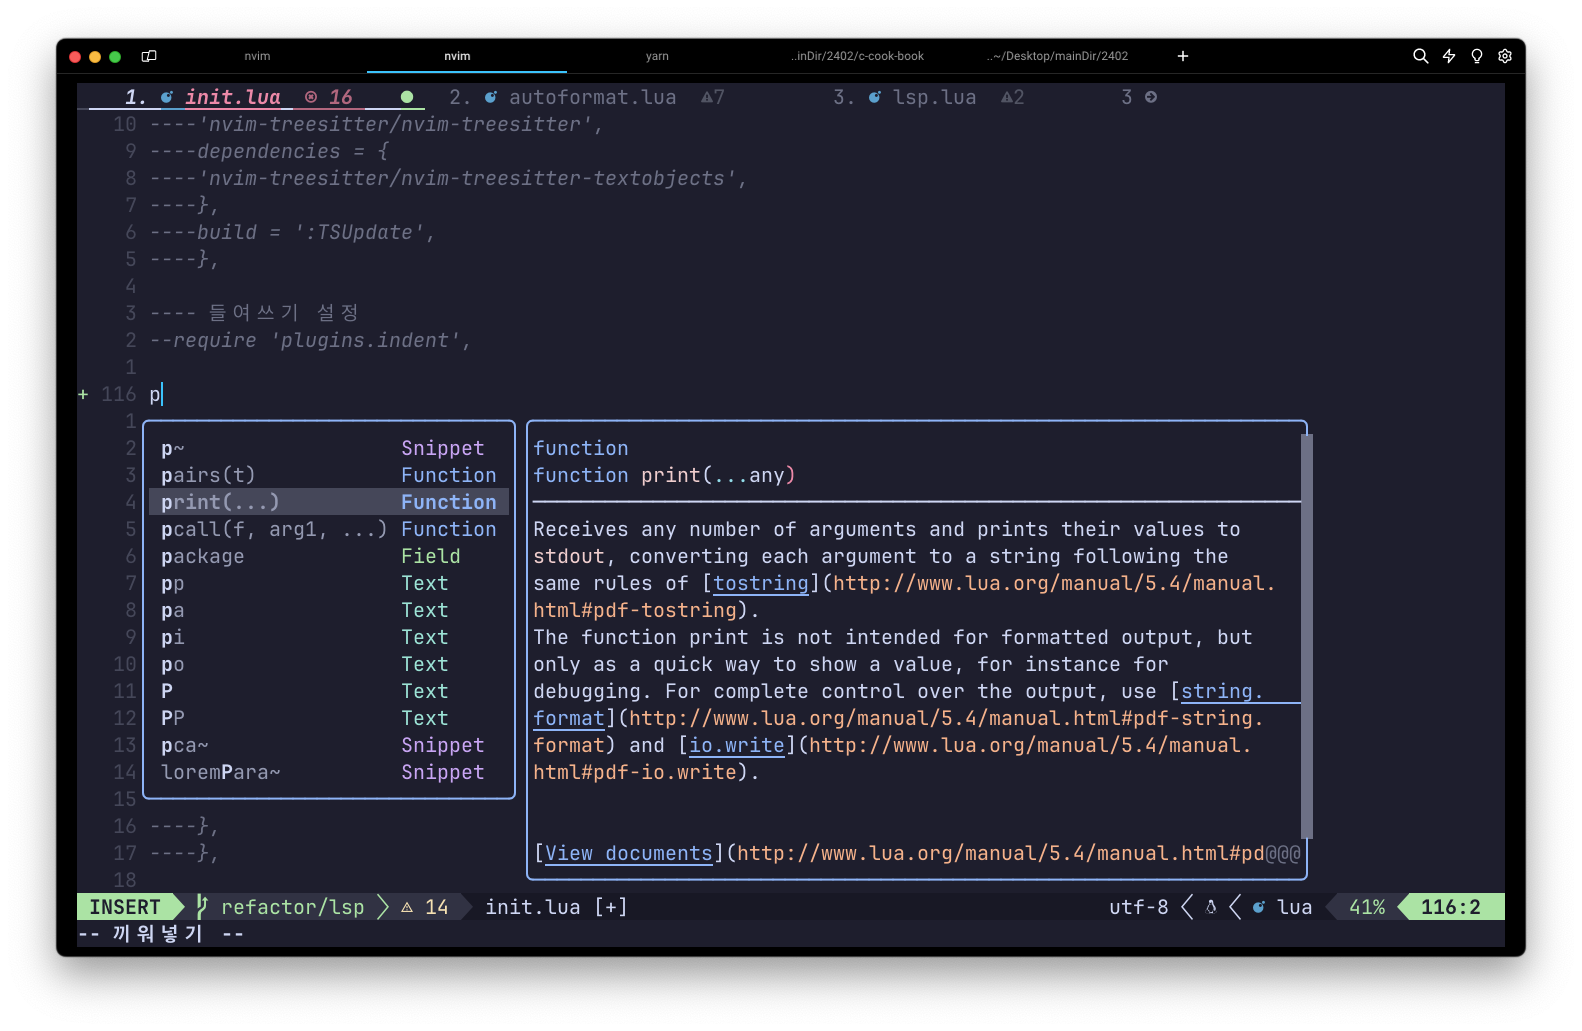 nvim nvim yarn ..inDir/2402/c-cook-book ..~/Desktop/mainDir/2402 +
1. init.lua 16 2. autoformat.lua 7 3. lsp.lua 2 3
10 ----'nvim-treesitter/nvim-treesitter',
9 ----dependencies = {
8 ----'nvim-treesitter/nvim-treesitter-textobjects',
7 ----},
6 ----build = ':TSUpdate',
5 ----},
4
3 ---- 들여쓰기 설정
2 --require 'plugins.indent',
1
+ 116 p
1
2 p~ Snippet
3 pairs(t) Function
4 print(...) Function
5 pcall(f, arg1, ...) Function
6 package Field
7 pp Text
8 pa Text
9 pi Text
10 po Text
11 P Text
12 PP Text
13 pca~ Snippet
14 loremPara~ Snippet
15
16 ----},
17 ----},
18
function
function print(...any)
Receives any number of arguments and prints their values to
stdout, converting each argument to a string following the
same rules of [tostring](http://www.lua.org/manual/5.4/manual.
html#pdf-tostring).
The function print is not intended for formatted output, but
only as a quick way to show a value, for instance for
debugging. For complete control over the output, use [string.
format](http://www.lua.org/manual/5.4/manual.html#pdf-string.
format) and [io.write](http://www.lua.org/manual/5.4/manual.
html#pdf-io.write).
[View documents](http://www.lua.org/manual/5.4/manual.html#pd@@@
INSERT refactor/lsp 14 init.lua [+] utf-8 lua 41% 116:2
-- 끼워넣기 --